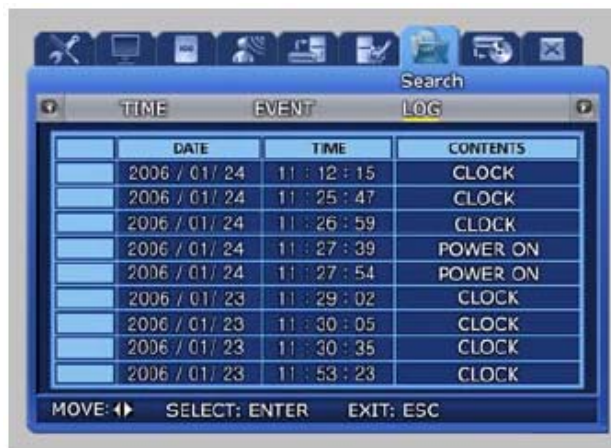 Search
TIME EVENT LOG
DATE TIME CONTENTS
2006 / 01 / 24 11 : 12 : 15 CLOCK
2006 / 01 / 24 11 : 25 : 47 CLOCK
2006 / 01 / 24 11 : 26 : 59 CLOCK
2006 / 01 / 24 11 : 27 : 39 POWER ON
2006 / 01 / 24 11 : 27 : 54 POWER ON
2006 / 01 / 23 11 : 29 : 02 CLOCK
2006 / 01 / 23 11 : 30 : 05 CLOCK
2006 / 01 / 23 11 : 30 : 35 CLOCK
2006 / 01 / 23 11 : 53 : 23 CLOCK
MOVE: SELECT: ENTER EXIT: ESC